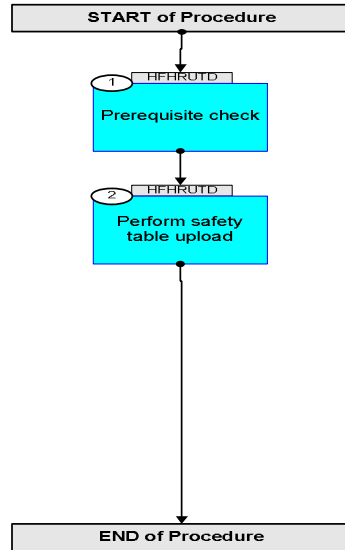 START of Procedure
HFHRUTD
1
Prerequisite check
HFHRUTD
2
Perform safety
table upload
END of Procedure